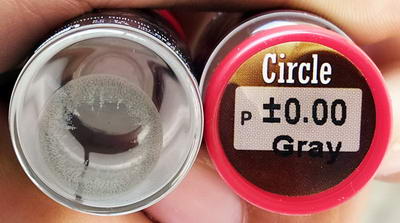 Circle
P ±0.00
Gray